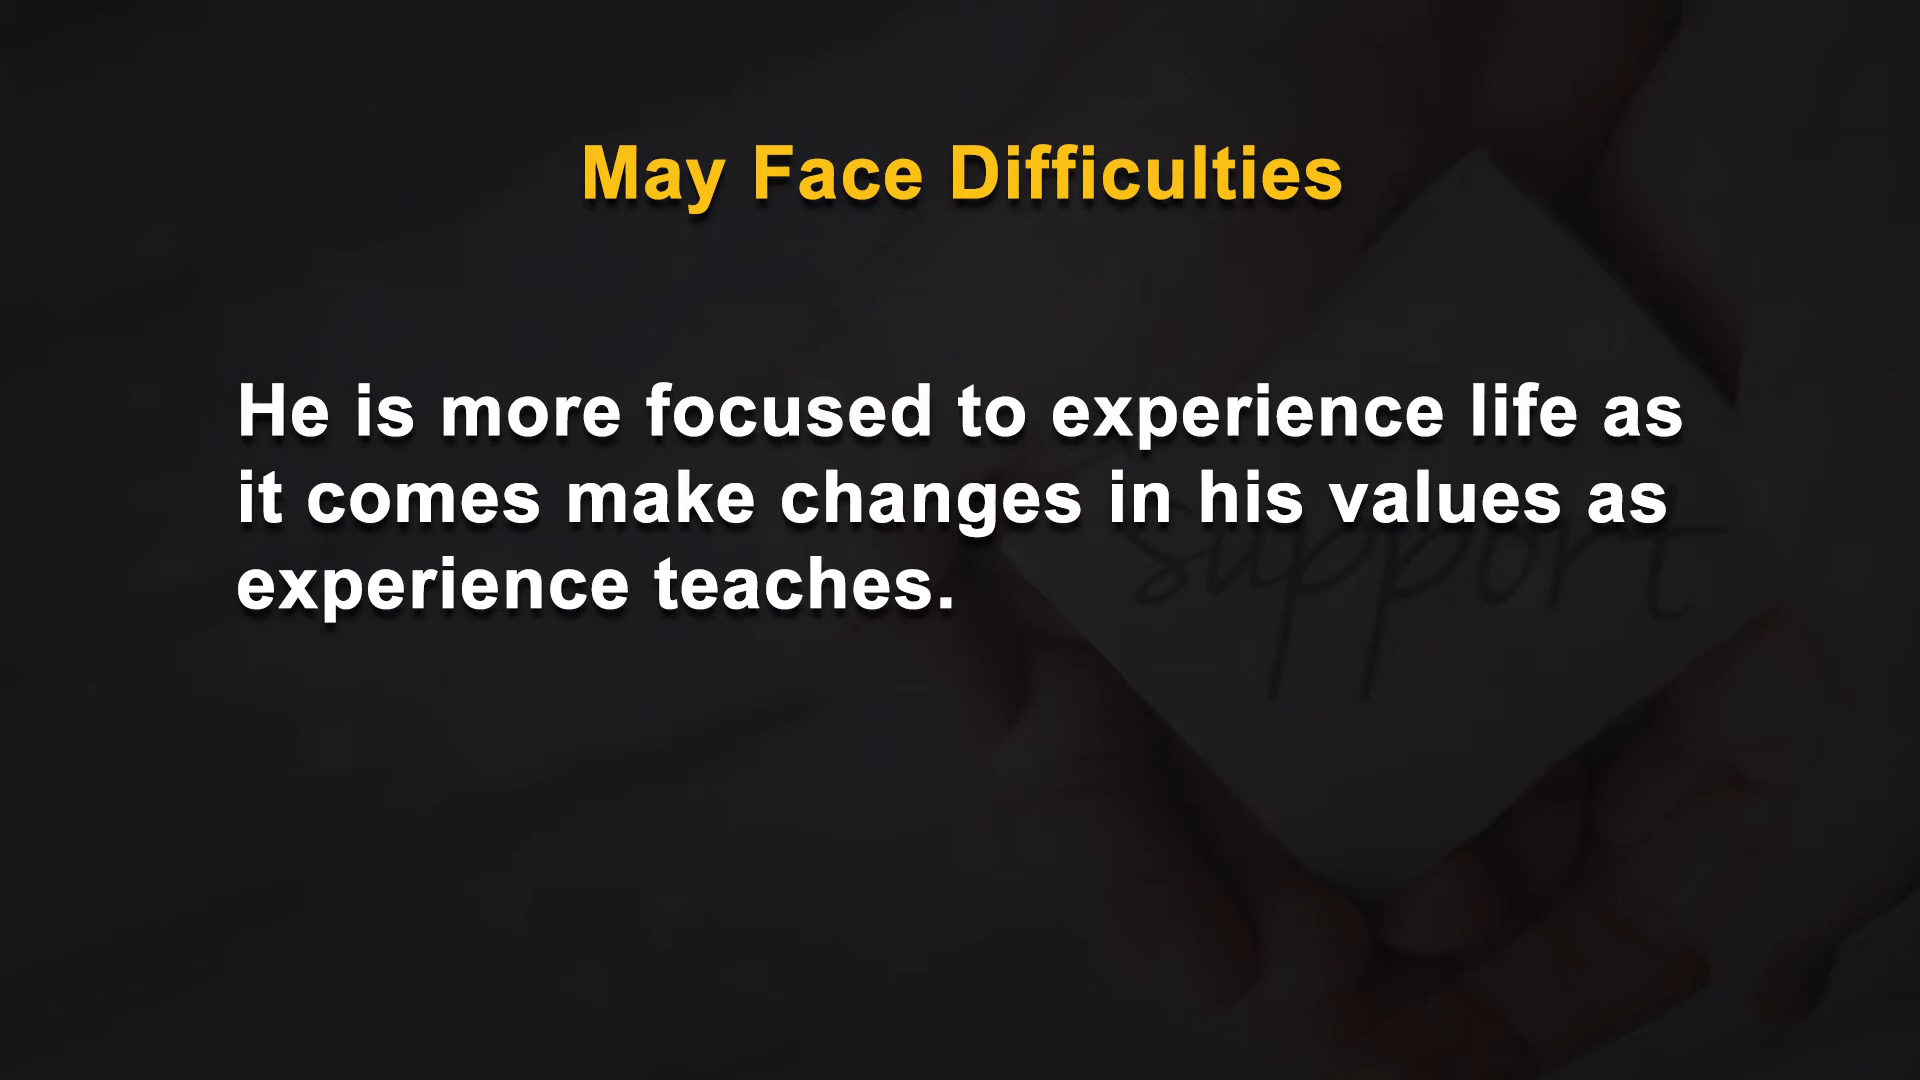 May Face Difficulties
He is more focused to experience life as
it comes make changes in his values as
experience teaches.
support